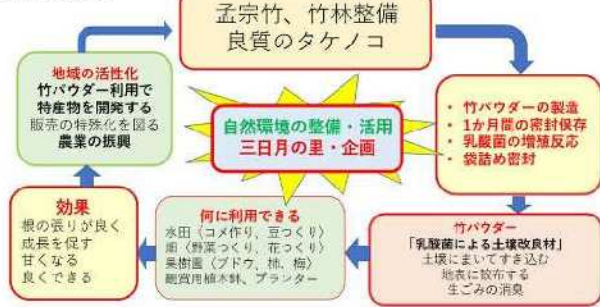 孟宗竹、竹林整備
良質のタケノコ
・ 竹パウダーの製造
・ 1か月間の密封保存
・ 乳酸菌の増殖反応
・ 袋詰め密封
竹パウダー
「乳酸菌による土壌改良材」
土壌にまいてすき込む
地表に散布する
生ごみの消臭
何に利用できる
水田（コメ作り、豆つくり）
畑（野菜つくり、花つくり）
果樹園（ブドウ、柿、梅）
観賞用植木鉢、プランター
効果
根の張りが良く
成長を促す
甘くなる
良くできる
地域の活性化
竹パウダー利用で
特産物を開発する
販売の特殊化を図る
農業の振興
自然環境の整備・活用
三日月の里・企画